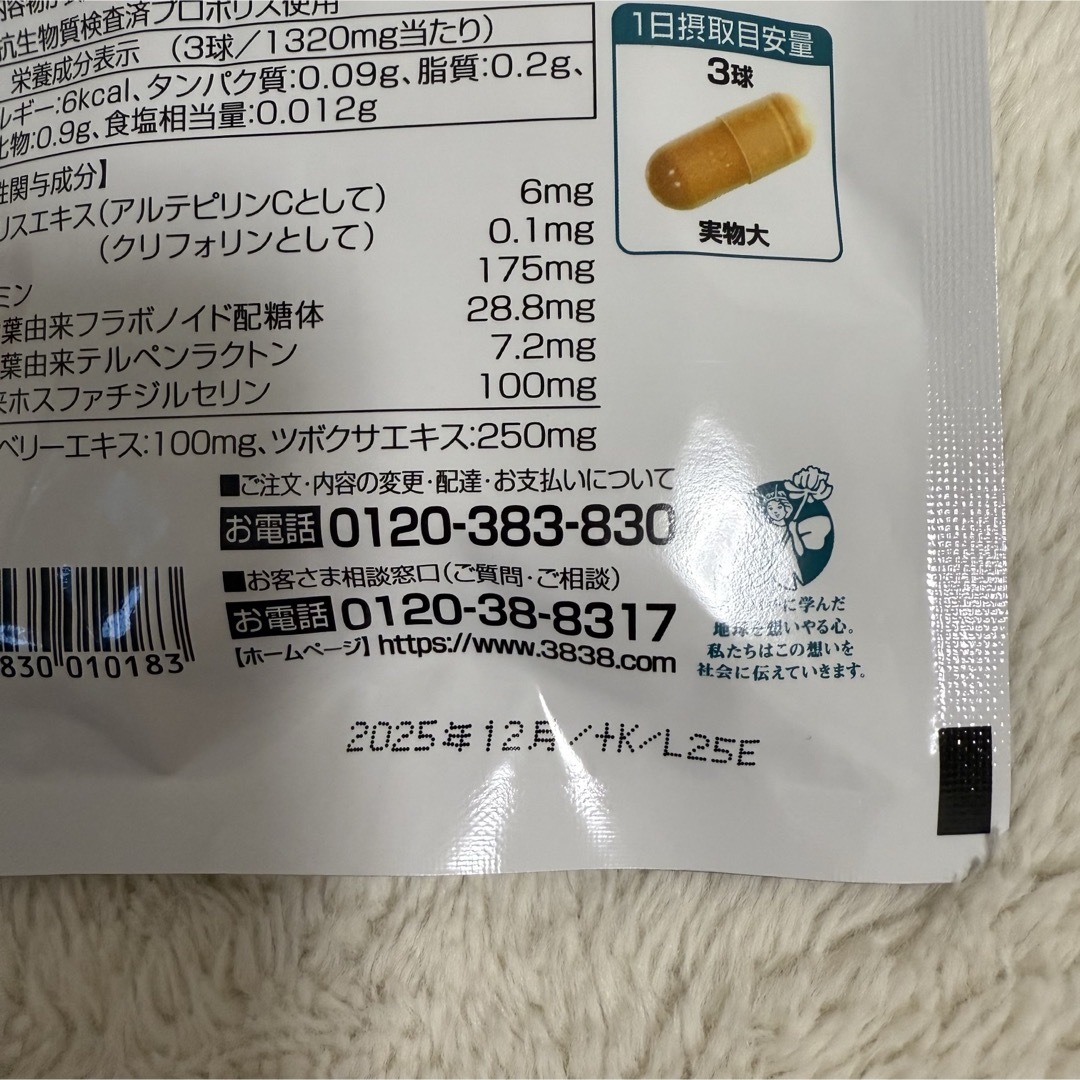 抗生物質検査済プロポリス使用
栄養成分表示 (3球/1320mg当たり)
ルギー:6kcal、タンパク質:0.09g、脂質:0.2g、
化物:0.9g、食塩相当量:0.012g
性関与成分】
リスエキス(アルテピリンCとして) 6mg
(クリフォリンとして) 0.1mg
ミン 175mg
葉由来フラボノイド配糖体 28.8mg
葉由来テルペンラクトン 7.2mg
来ホスファチジルセリン 100mg
ベリーエキス:100mg、ツボクサエキス:250mg
1日摂取目安量
3球
実物大
■ご注文・内容の変更・配達・お支払いについて
お電話 0120-383-830
■お客さま相談窓口(ご質問・ご相談)
お電話 0120-38-8317
【ホームページ】https://www.3838.com
830 010183
に学んだ
地球を想いやる心。
私たちはこの想いを
社会に伝えていきます。
2025年12月/+K/L25E